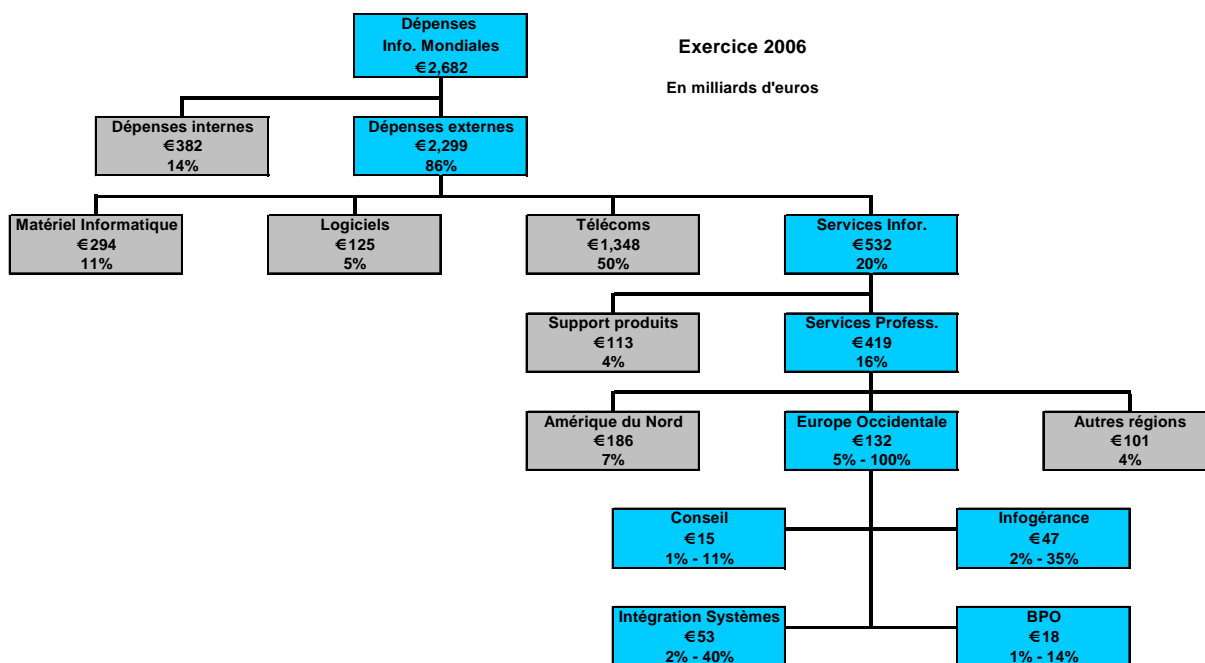 Dépenses
Info. Mondiales
€2,682
Exercice 2006
En milliards d'euros
Dépenses internes
€382
14%
Dépenses externes
€2,299
86%
Matériel Informatique
€294
11%
Logiciels
€125
5%
Télécoms
€1,348
50%
Services Infor.
€532
20%
Support produits
€113
4%
Services Profess.
€419
16%
Amérique du Nord
€186
7%
Europe Occidentale
€132
5% - 100%
Autres régions
€101
4%
Conseil
€15
1% - 11%
Infogérance
€47
2% - 35%
Intégration Systèmes
€53
2% - 40%
BPO
€18
1% - 14%